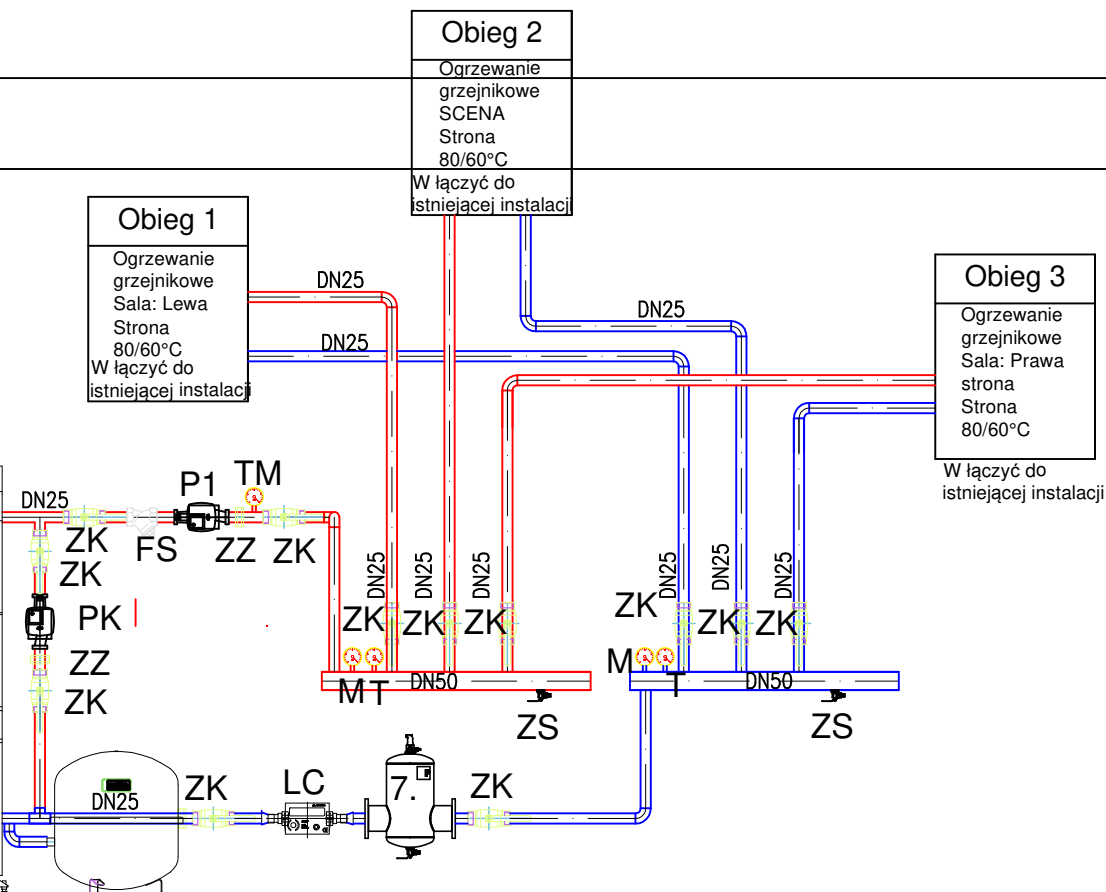 Obieg 2
Ogrzewanie
grzejnikowe
SCENA
Strona
80/60°C
W łączyć do
istniejącej instalacji
Obieg 1
Ogrzewanie
grzejnikowe
Sala: Lewa
Strona
80/60°C
W łączyć do
istniejącej instalacji
Obieg 3
Ogrzewanie
grzejnikowe
Sala: Prawa
strona
Strona
80/60°C
W łączyć do
istniejącej instalacji
DN25
DN25
DN25
DN25
P1
TM
ZK
FS
ZZ
ZK
ZK
PK
ZZ
ZK
DN25
DN25
DN25
DN25
DN25
DN25
ZK
ZK
ZK
ZK
ZK
ZK
M
T
DN50
ZS
M
T
DN50
ZS
DN25
ZK
LC
7.
ZK